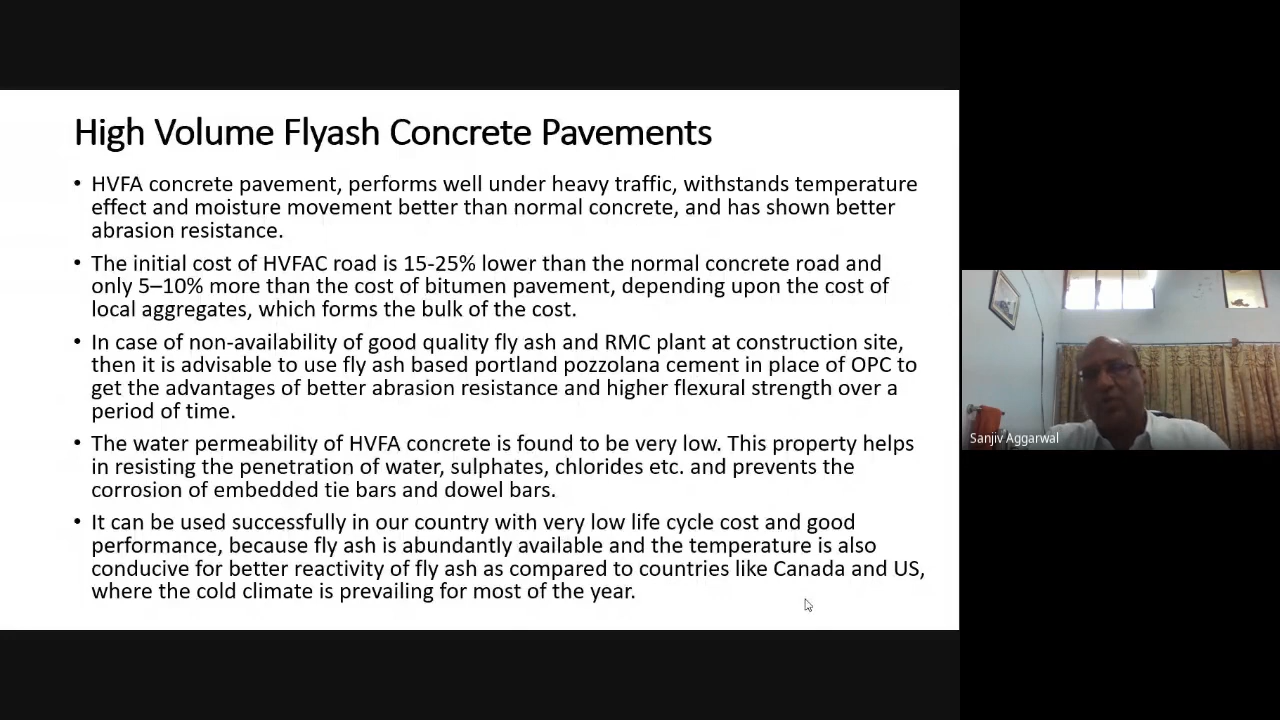 High Volume Flyash Concrete Pavements
• HVFA concrete pavement, performs well under heavy traffic, withstands temperature
effect and moisture movement better than normal concrete, and has shown better
abrasion resistance.
• The initial cost of HVFAC road is 15-25% lower than the normal concrete road and
only 5–10% more than the cost of bitumen pavement, depending upon the cost of
local aggregates, which forms the bulk of the cost.
• In case of non-availability of good quality fly ash and RMC plant at construction site,
then it is advisable to use fly ash based portland pozzolana cement in place of OPC to
get the advantages of better abrasion resistance and higher flexural strength over a
period of time.
• The water permeability of HVFA concrete is found to be very low. This property helps
in resisting the penetration of water, sulphates, chlorides etc. and prevents the
corrosion of embedded tie bars and dowel bars.
• It can be used successfully in our country with very low life cycle cost and good
performance, because fly ash is abundantly available and the temperature is also
conducive for better reactivity of fly ash as compared to countries like Canada and US,
where the cold climate is prevailing for most of the year.
Sanjiv Aggarwal